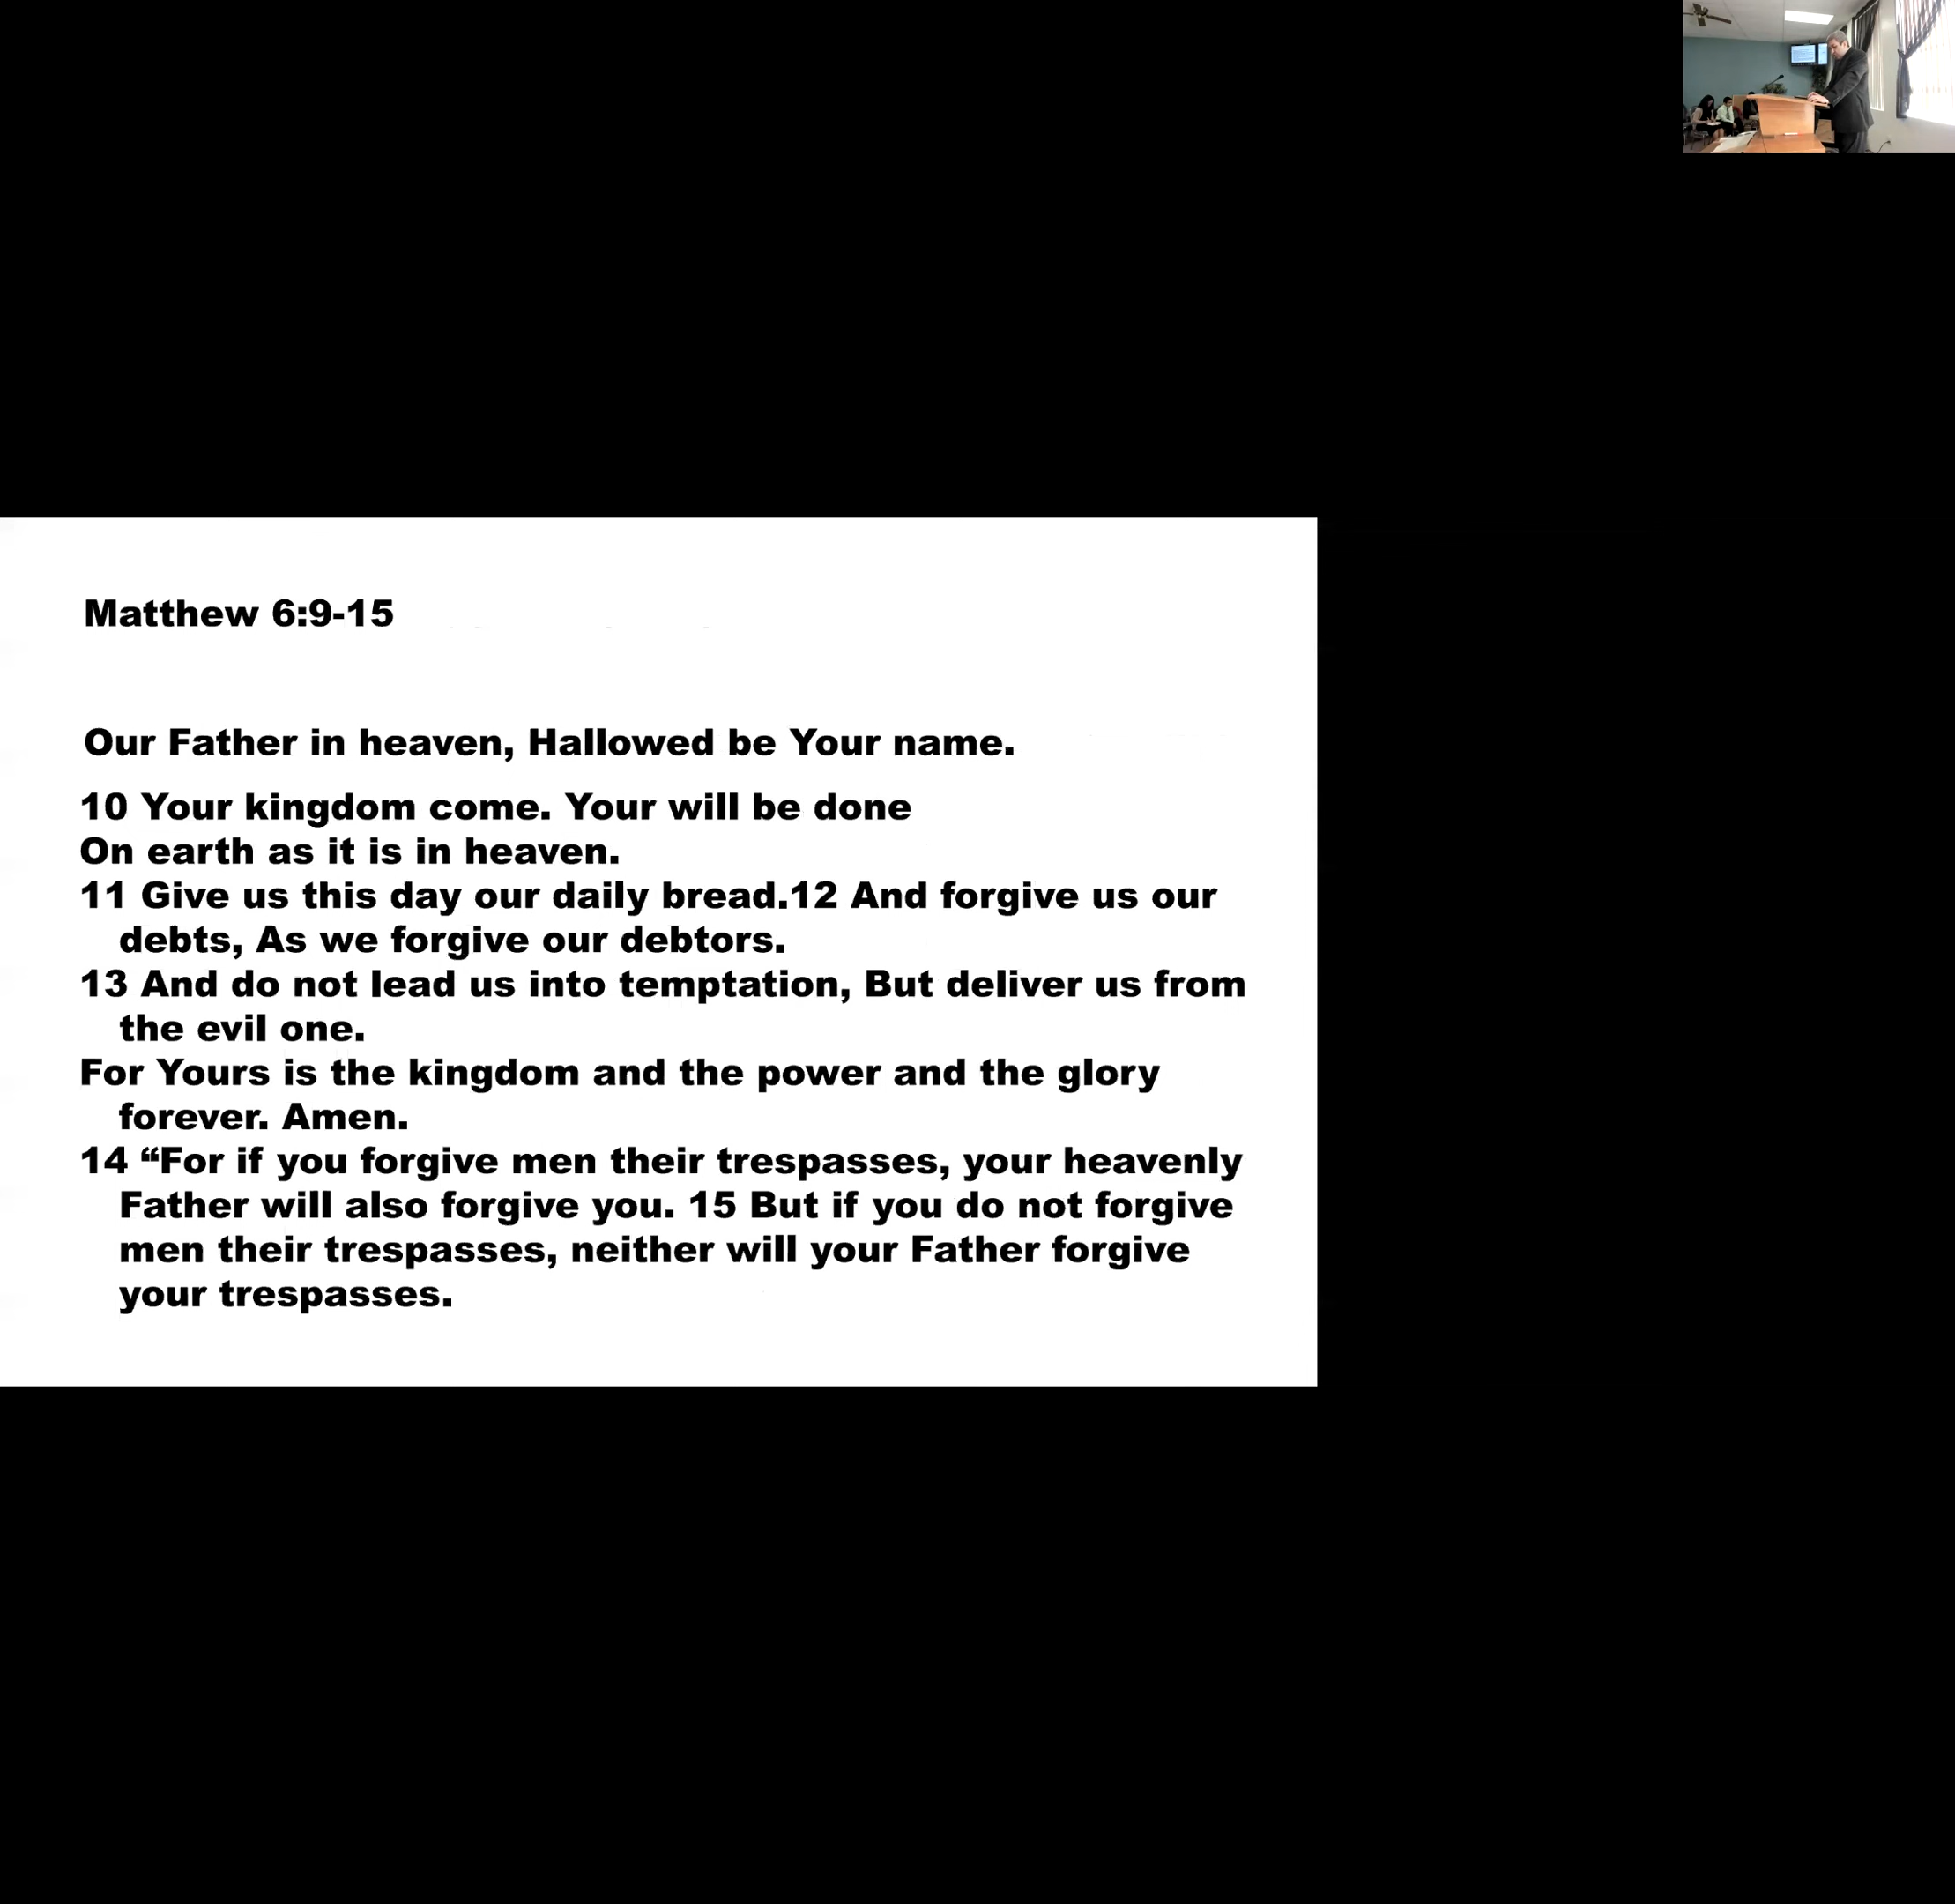 Matthew 6:9-15
Our Father in heaven, Hallowed be Your name.
10 Your kingdom come. Your will be done
On earth as it is in heaven.
11 Give us this day our daily bread.12 And forgive us our
debts, As we forgive our debtors.
13 And do not lead us into temptation, But deliver us from
the evil one.
For Yours is the kingdom and the power and the glory
forever. Amen.
14 “For if you forgive men their trespasses, your heavenly
Father will also forgive you. 15 But if you do not forgive
men their trespasses, neither will your Father forgive
your trespasses.